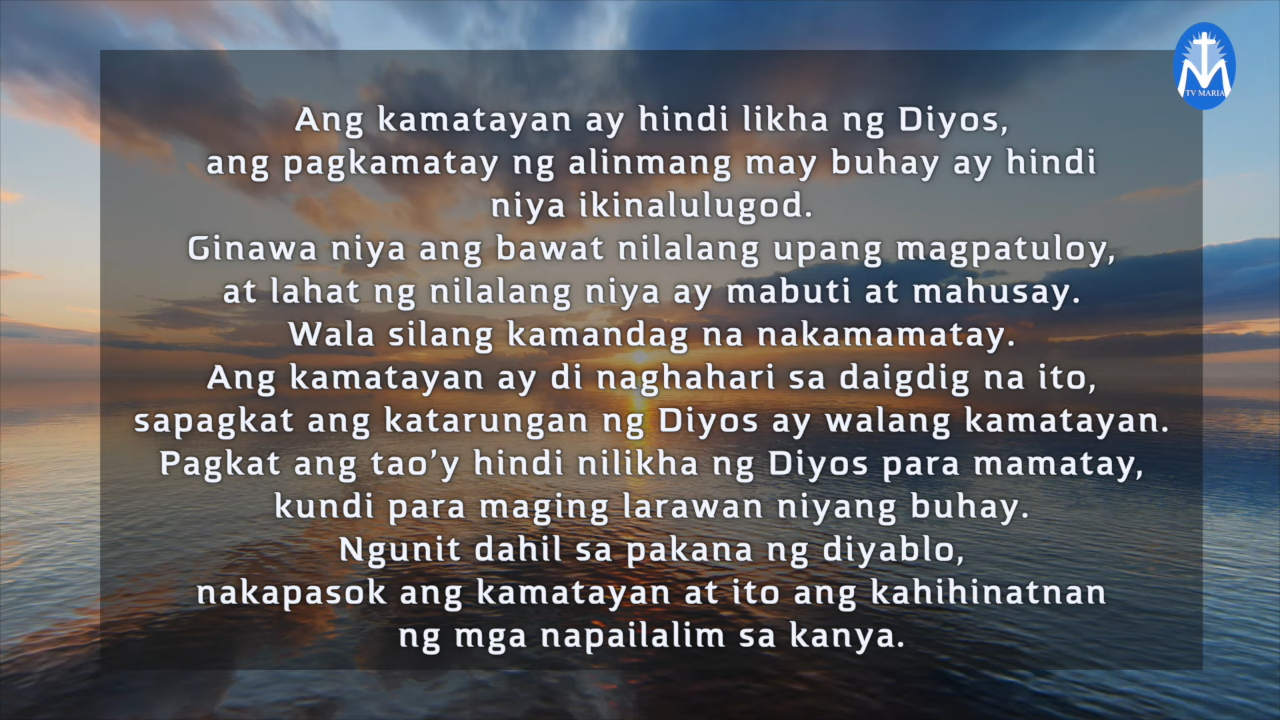 TV MARIA
Ang kamatayan ay hindi likha ng Diyos,
ang pagkamatay ng alinmang may buhay ay hindi
niya ikinalulugod.
Ginawa niya ang bawat nilalang upang magpatuloy,
at lahat ng nilalang niya ay mabuti at mahusay.
Wala silang kamandag na nakamamatay.
Ang kamatayan ay di naghahari sa daigdig na ito,
sapagkat ang katarungan ng Diyos ay walang kamatayan.
Pagkat ang tao’y hindi nilikha ng Diyos para mamatay,
kundi para maging larawan niyang buhay.
Ngunit dahil sa pakana ng diyablo,
nakapasok ang kamatayan at ito ang kahihinatnan
ng mga napailalim sa kanya.